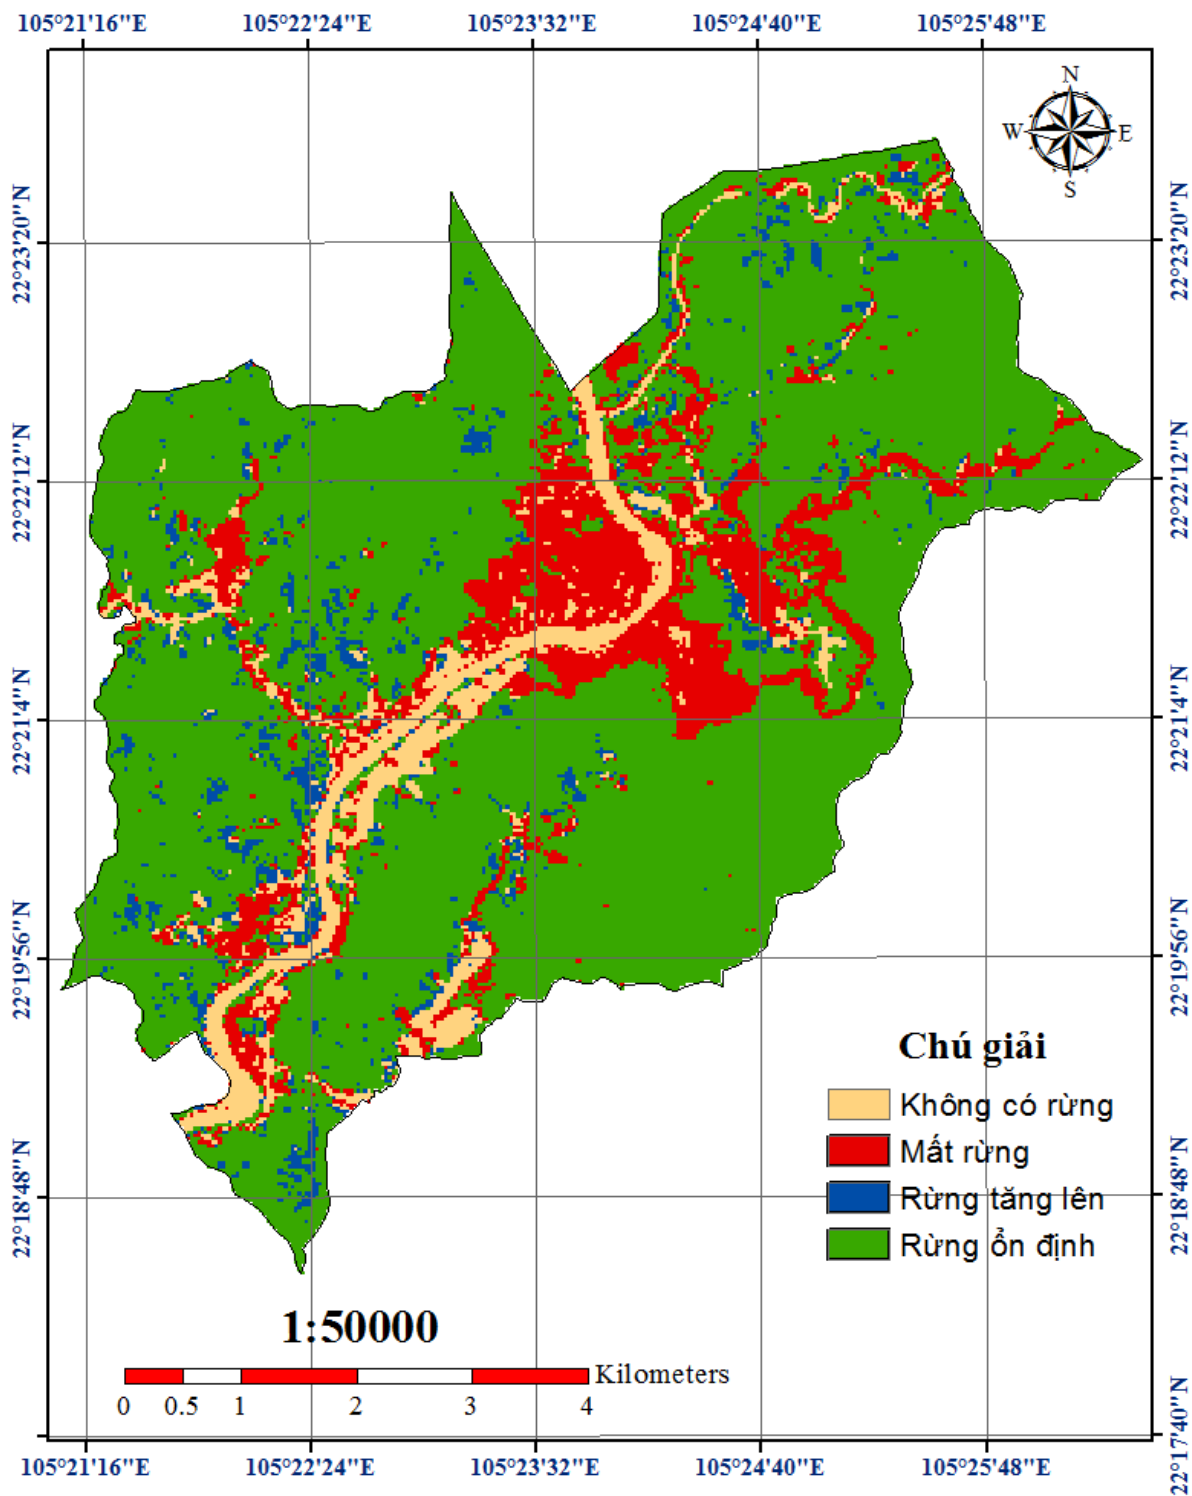 105°21'16"E 105°22'24"E 105°23'32"E 105°24'40"E 105°25'48"E
N
W E
S
22°23'20"N 22°23'20"N
22°22'12"N 22°22'12"N
22°21'4"N 22°21'4"N
22°19'56"N 22°19'56"N
Chú giải
Không có rừng
Mất rừng
Rừng tăng lên
Rừng ổn định
22°18'48"N 22°18'48"N
1:50000
Kilometers
0 0.5 1 2 3 4
22°17'40"N
105°21'16"E 105°22'24"E 105°23'32"E 105°24'40"E 105°25'48"E